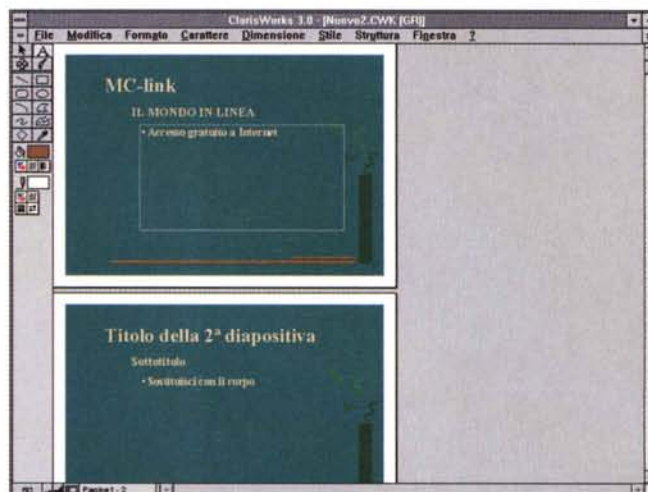 ClarisWorks 3.0 - [Nuovo2.CWK [GR]]
File Modifica Formato Carattere Dimensione Stile Struttura Finestra ?
MC-link
IL MONDO IN LINEA
• Accesso gratuito a Internet
Titolo della 2ª diapositiva
Sottotitolo
• Sostituisci con il corpo